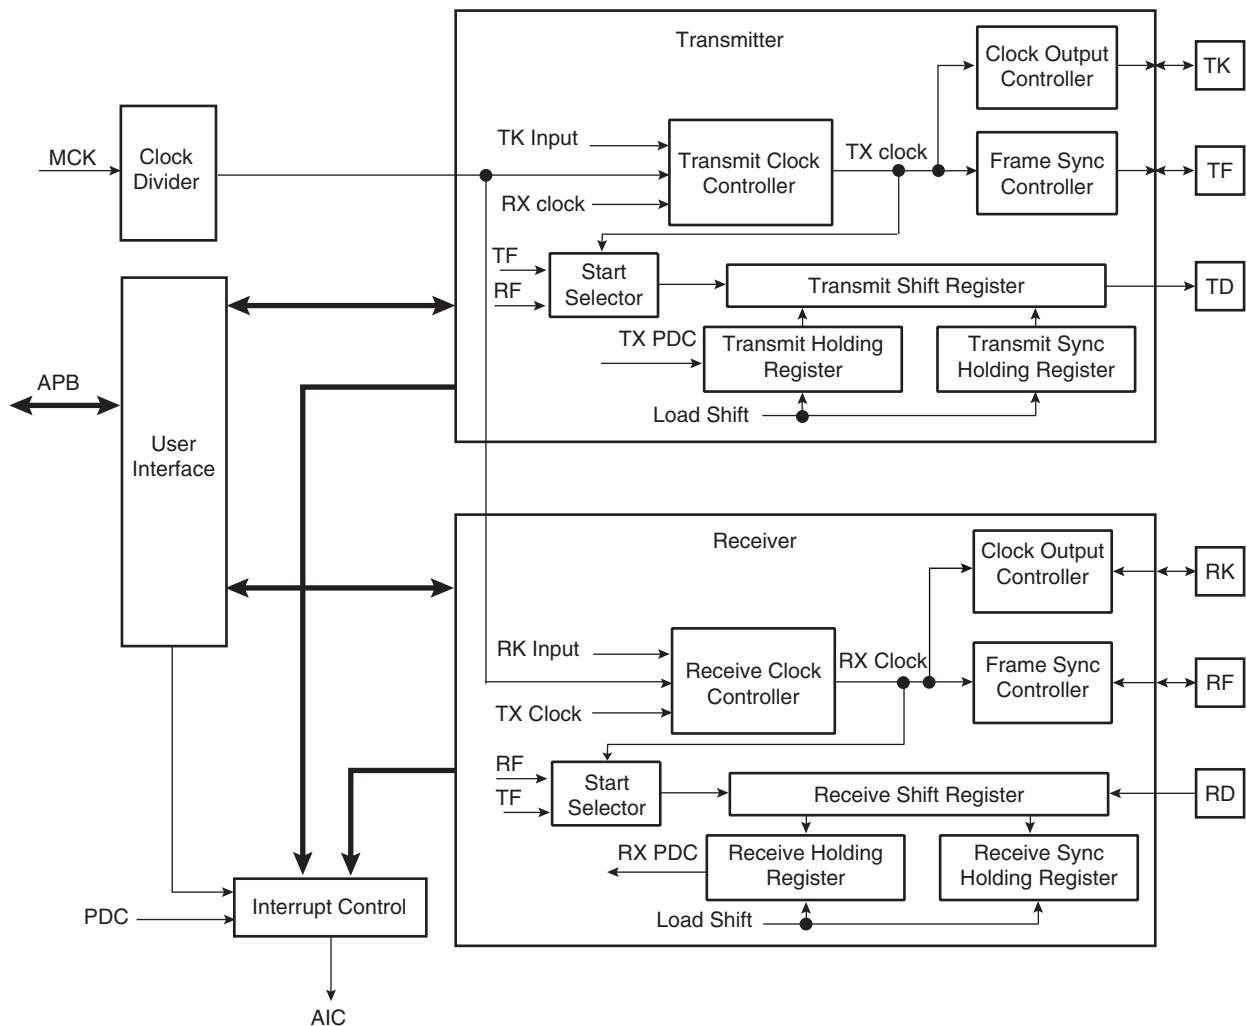 Transmitter
Clock Output
Controller
TK
MCK
Clock
Divider
TK Input
Transmit Clock
Controller
RX clock
TX clock
Frame Sync
Controller
TF
TF
RF
Start
Selector
Transmit Shift Register
TD
TX PDC
Transmit Holding
Register
Transmit Sync
Holding Register
Load Shift
APB
User
Interface
Receiver
Clock Output
Controller
RK
RK Input
Receive Clock
Controller
TX Clock
RX Clock
Frame Sync
Controller
RF
RF
TF
Start
Selector
Receive Shift Register
RD
RX PDC
Receive Holding
Register
Receive Sync
Holding Register
Load Shift
PDC
Interrupt Control
AIC